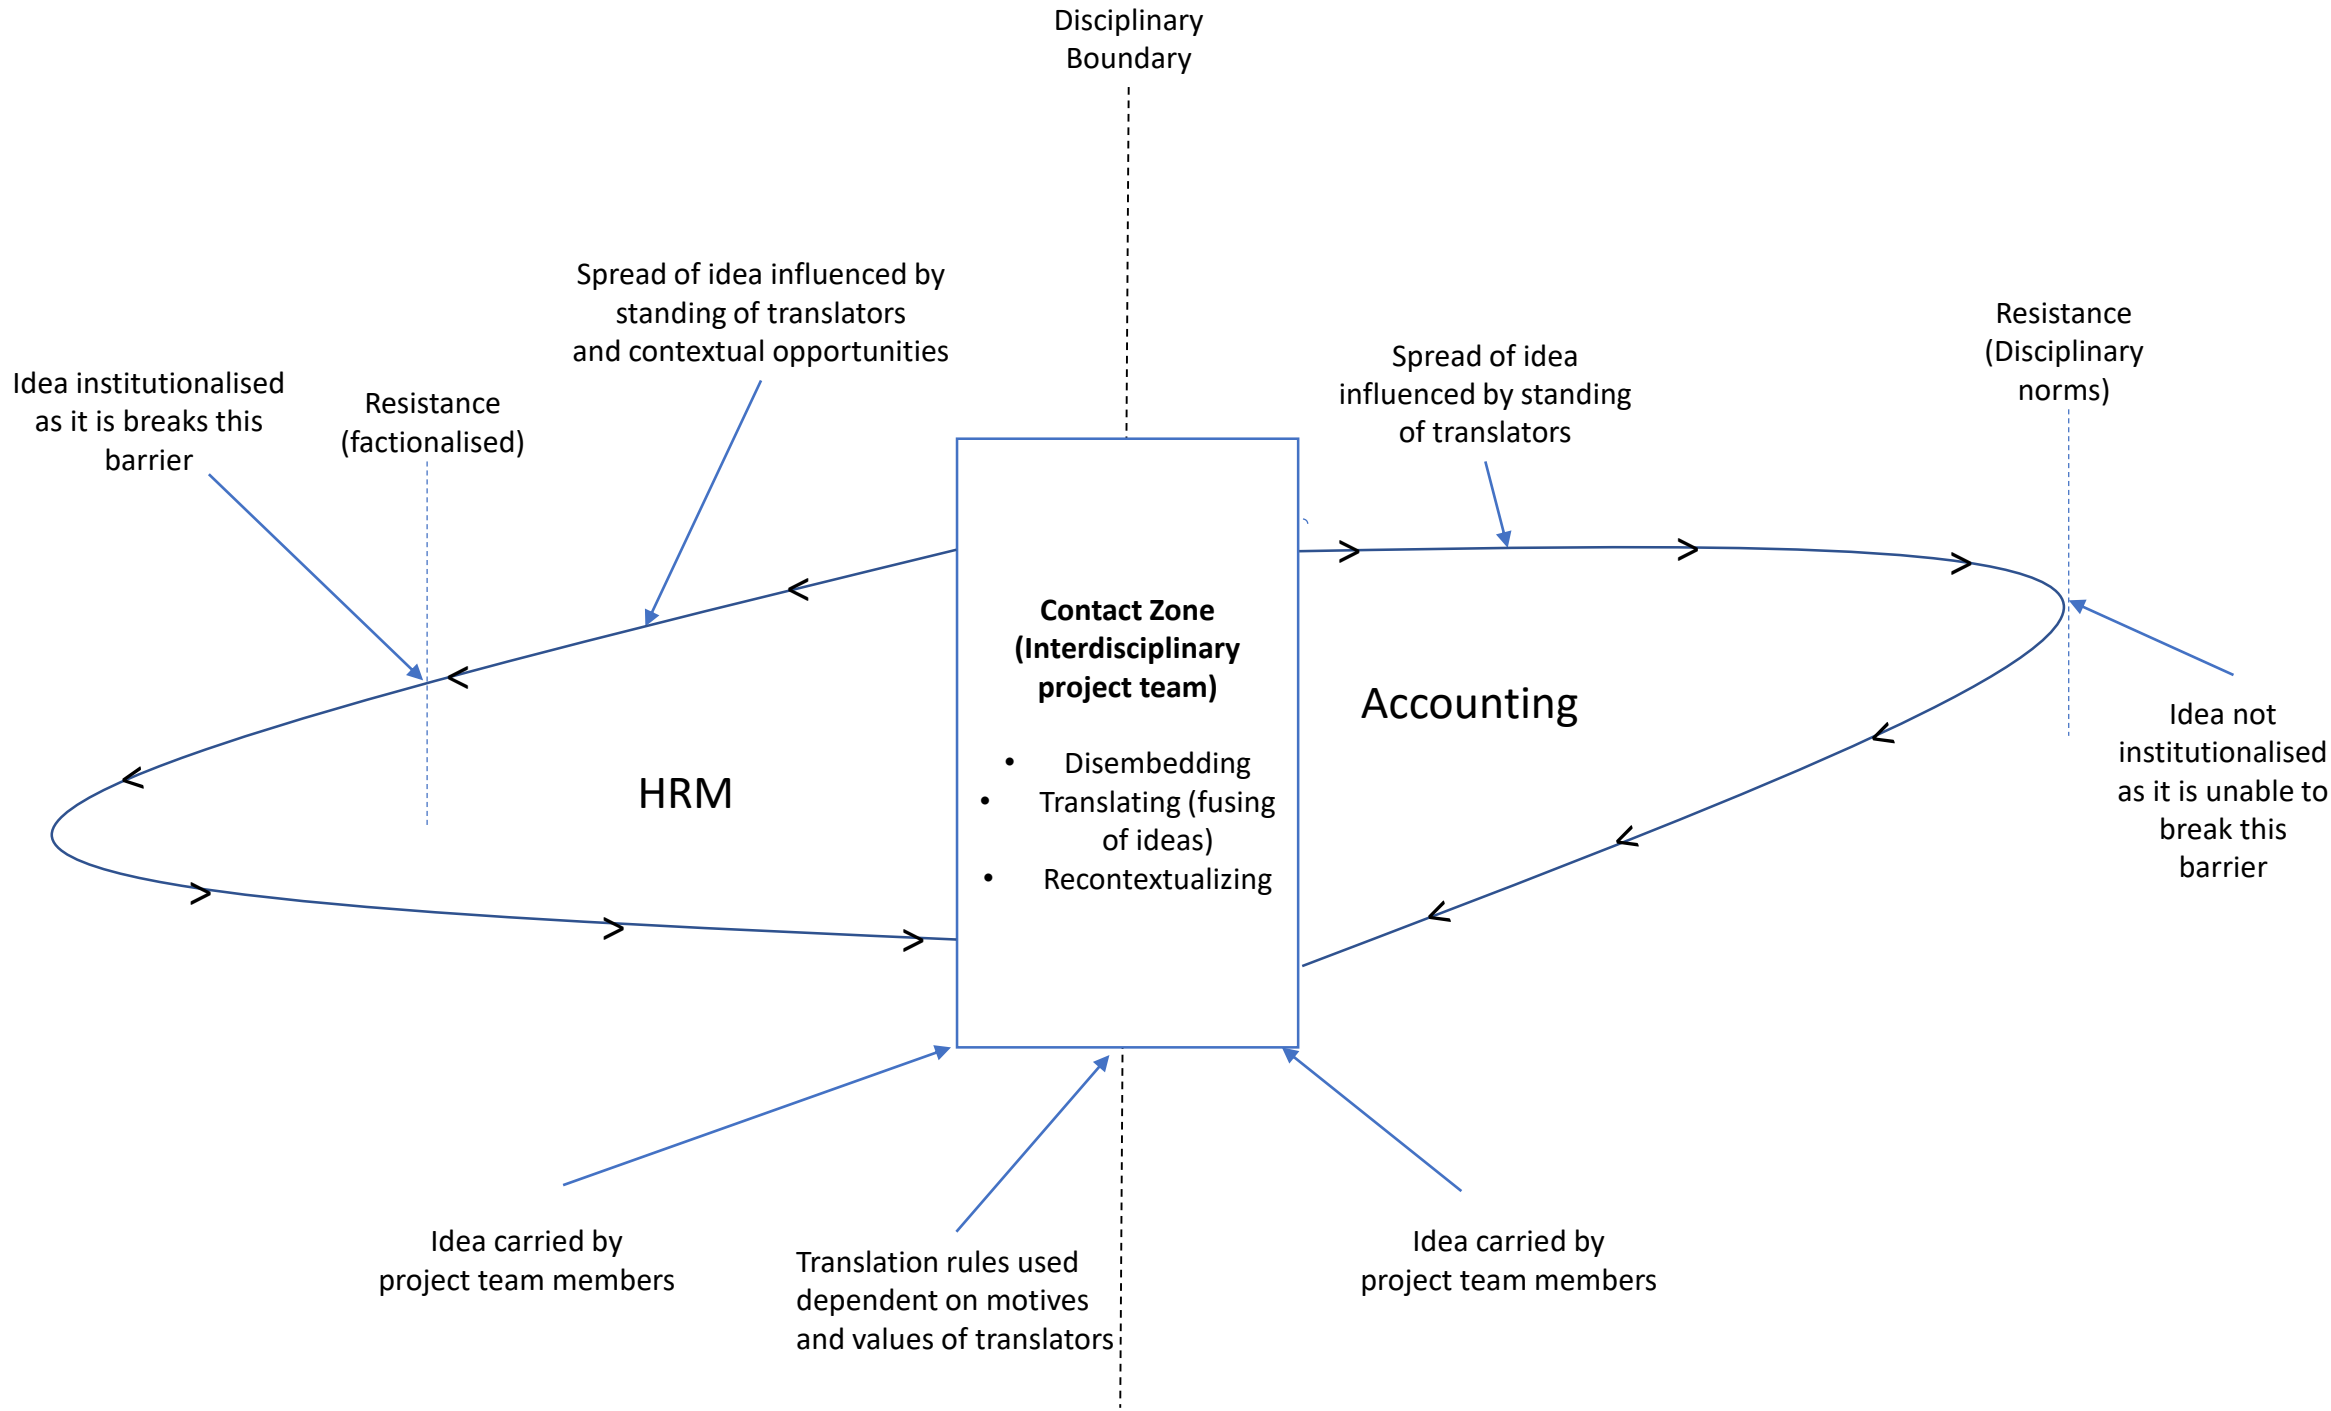 Disciplinary
Boundary
Spread of idea influenced by
standing of translators
and contextual opportunities
Idea institutionalised
as it is breaks this
barrier
Resistance
(factionalised)
Spread of idea
influenced by standing
of translators
Resistance
(Disciplinary
norms)
Contact Zone
(Interdisciplinary
project team)
• Disembedding
• Translating (fusing
of ideas)
• Recontextualizing
HRM
Accounting
Idea not
institutionalised
as it is unable to
break this
barrier
Idea carried by
project team members
Translation rules used
dependent on motives
and values of translators
Idea carried by
project team members